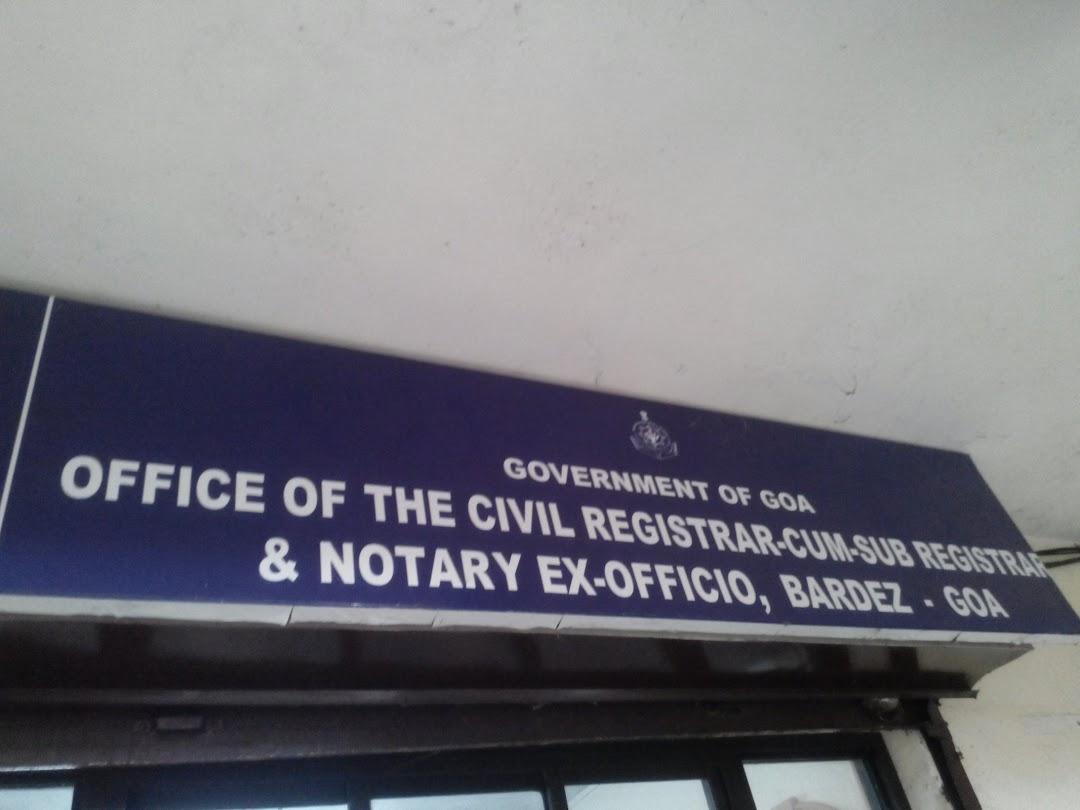 GOVERNMENT OF GOA
OFFICE OF THE CIVIL REGISTRAR-CUM-SUB REGISTRAR
& NOTARY EX-OFFICIO, BARDEZ - GOA